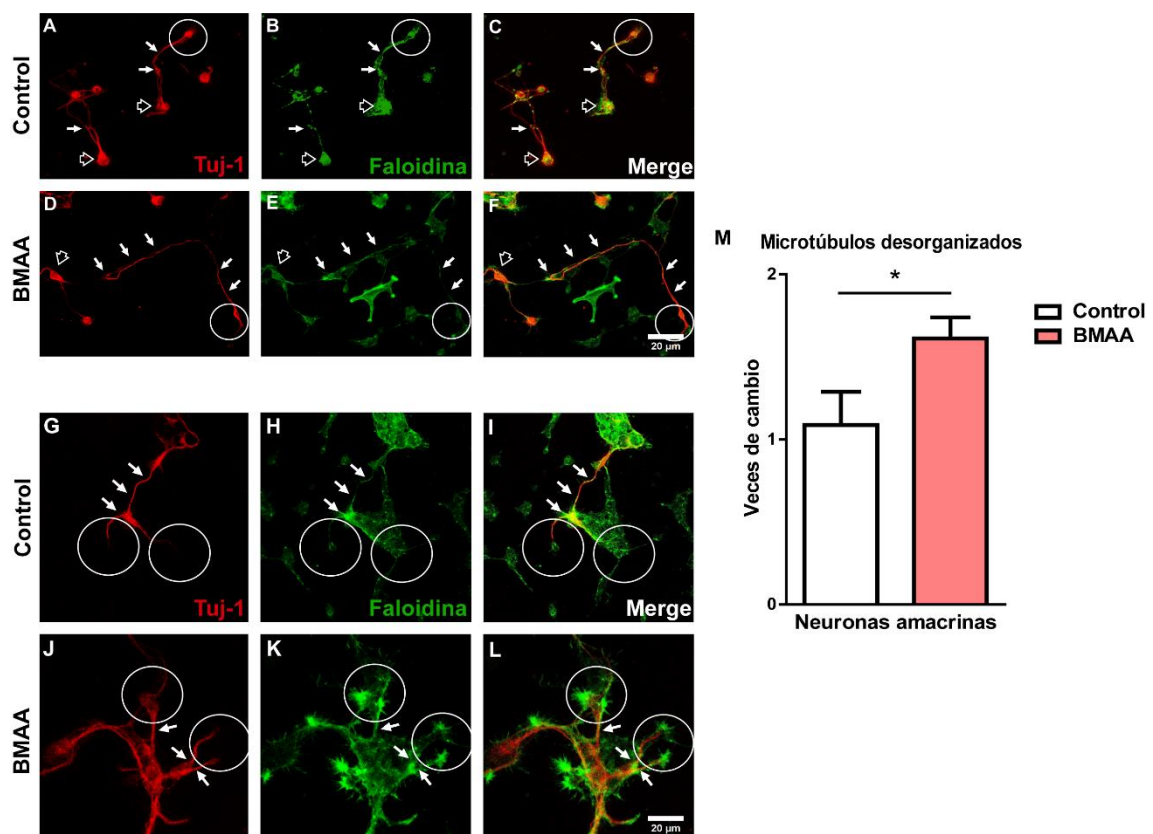 A
B
C
Control
Tuj-1
Faloidina
Merge
D
E
F
BMAA
20 µm
G
H
I
Control
Tuj-1
Faloidina
Merge
J
K
L
BMAA
20 µm
M
Microtúbulos desorganizados
*
2
1
0
Veces de cambio
Neuronas amacrinas
Control
BMAA